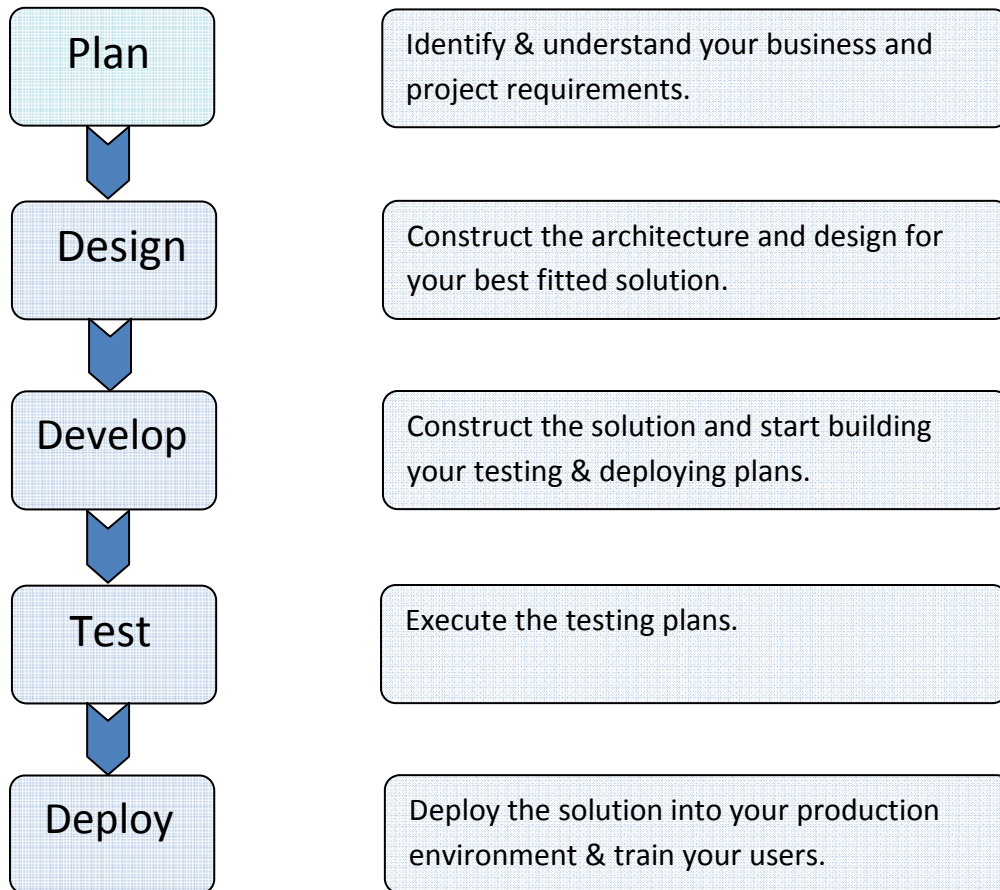 Plan
Identify & understand your business and
project requirements.
Design
Construct the architecture and design for
your best fitted solution.
Develop
Construct the solution and start building
your testing & deploying plans.
Test
Execute the testing plans.
Deploy
Deploy the solution into your production
environment & train your users.